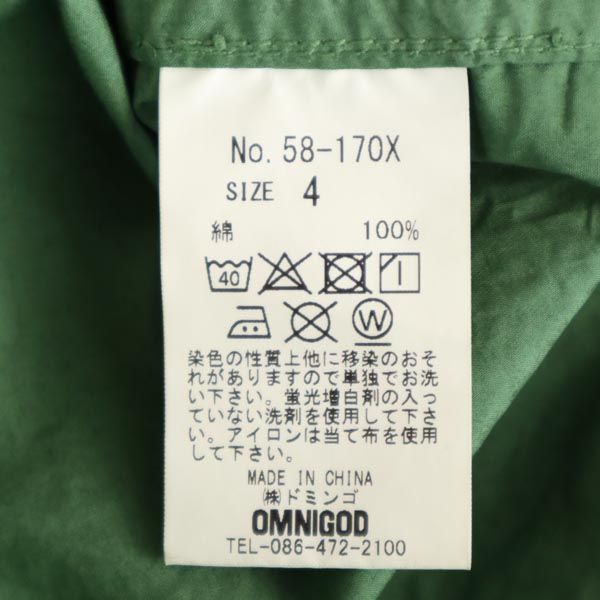 No. 58-170X
SIZE 4
綿 100%
40
W
染色の性質上他に移染のおそ
れがありますので単独でお洗
い下さい。蛍光増白剤の入っ
ていない洗剤を使用して下さ
い。アイロンは当て布を使用
して下さい。
MADE IN CHINA
㈱ドミンゴ
OMNIGOD
TEL-086-472-2100